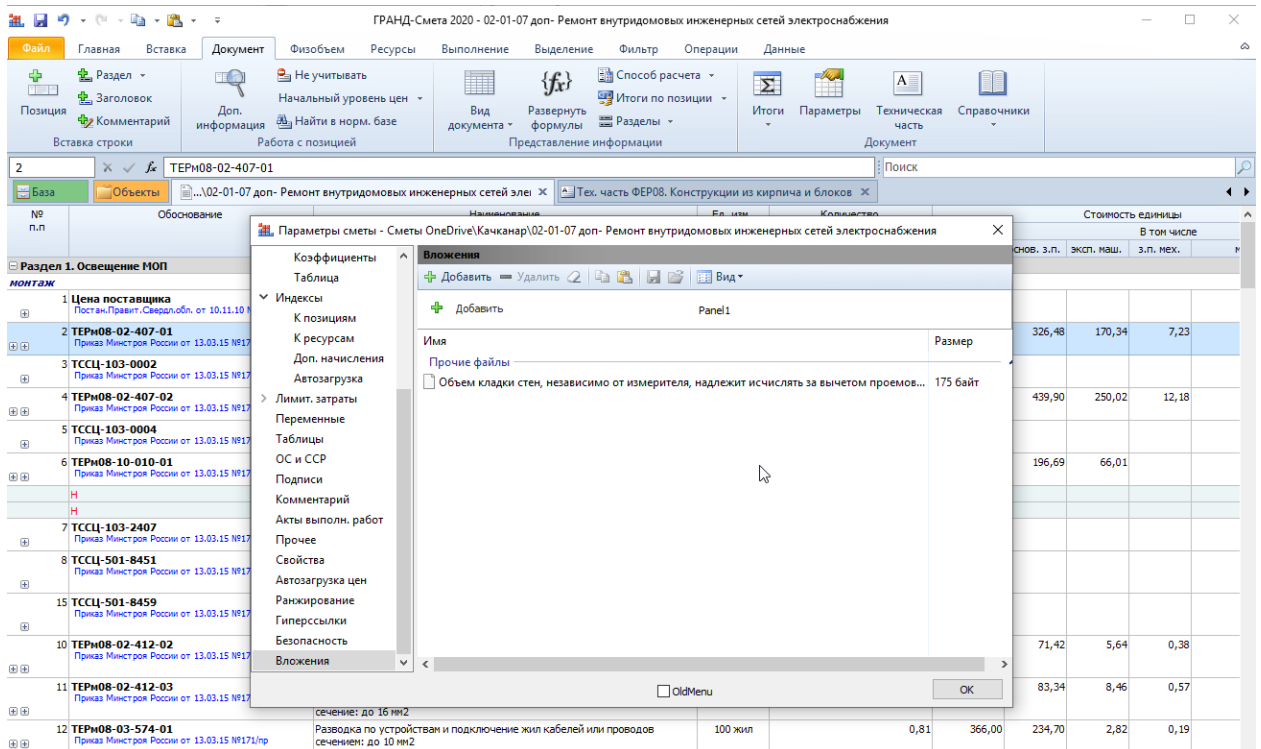 ГРАНД-Смета 2020 - 02-01-07 доп- Ремонт внутридомовых инженерных сетей электроснабжения
Файл Главная Вставка Документ Физобъем Ресурсы Выполнение Выделение Фильтр Операции Данные
Позиция
Раздел
Заголовок
Комментарий
Вставка строки
Доп. информация
Не учитывать
Начальный уровень цен
Найти в норм. базе
Работа с позицией
Вид документа
Развернуть формулы
Способ расчета
Итоги по позиции
Разделы
Представление информации
Итоги
Параметры
Техническая часть
Справочники
Документ
2 fx ТЕРм08-02-407-01 Поиск
База Объекты ...\02-01-07 доп- Ремонт внутридомовых инженерных сетей элек Тех. часть ФЕР08. Конструкции из кирпича и блоков
№ п.п Обоснование Наименование Ед. изм. Количество Стоимость единицы
В том числе
эксп. маш. з.п. мех.
Раздел 1. Освещение МОП
монтаж
1 Цена поставщика
Постан.Правит.Свердл.обл. от 10.11.10
2 ТЕРм08-02-407-01 326,48 170,34 7,23
Приказ Минстроя России от 13.03.15 №17
3 ТССЦ-103-0002
Приказ Минстроя России от 13.03.15 №17
4 ТЕРм08-02-407-02 439,90 250,02 12,18
Приказ Минстроя России от 13.03.15 №17
5 ТССЦ-103-0004
Приказ Минстроя России от 13.03.15 №17
6 ТЕРм08-10-010-01 196,69 66,01
Приказ Минстроя России от 13.03.15 №17
Н
Н
7 ТССЦ-103-2407
Приказ Минстроя России от 13.03.15 №17
8 ТССЦ-501-8451
Приказ Минстроя России от 13.03.15 №17
15 ТССЦ-501-8459
Приказ Минстроя России от 13.03.15 №17
10 ТЕРм08-02-412-02 71,42 5,64 0,38
Приказ Минстроя России от 13.03.15 №17
11 ТЕРм08-02-412-03 83,34 8,46 0,57
Приказ Минстроя России от 13.03.15 №17
сечение: до 16 мм2
12 ТЕРм08-03-574-01 Разводка по устройствам и подключение жил кабелей или проводов 100 жил 0,81 366,00 234,70 2,82 0,19
Приказ Минстроя России от 13.03.15 №171/пр сечением: до 10 мм2
Параметры сметы - Сметы OneDrive\Качканар\02-01-07 доп- Ремонт внутридомовых инженерных сетей электроснабжения
Коэффициенты
Таблица
Индексы
К позициям
К ресурсам
Доп. начисления
Автозагрузка
Лимит. затраты
Переменные
Таблицы
ОС и ССР
Подписи
Комментарий
Акты выполн. работ
Прочее
Свойства
Автозагрузка цен
Ранжирование
Гиперссылки
Безопасность
Вложения
Вложения
Добавить Удалить Вид
Добавить Panel1
Имя Размер
Прочие файлы
Объем кладки стен, независимо от измерителя, надлежит исчислять за вычетом проемов... 175 байт
OldMenu OK